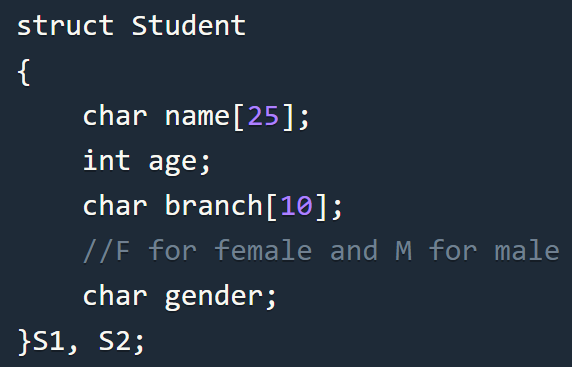 struct Student
{
    char name[25];
    int age;
    char branch[10];
    //F for female and M for male
    char gender;
}S1, S2;